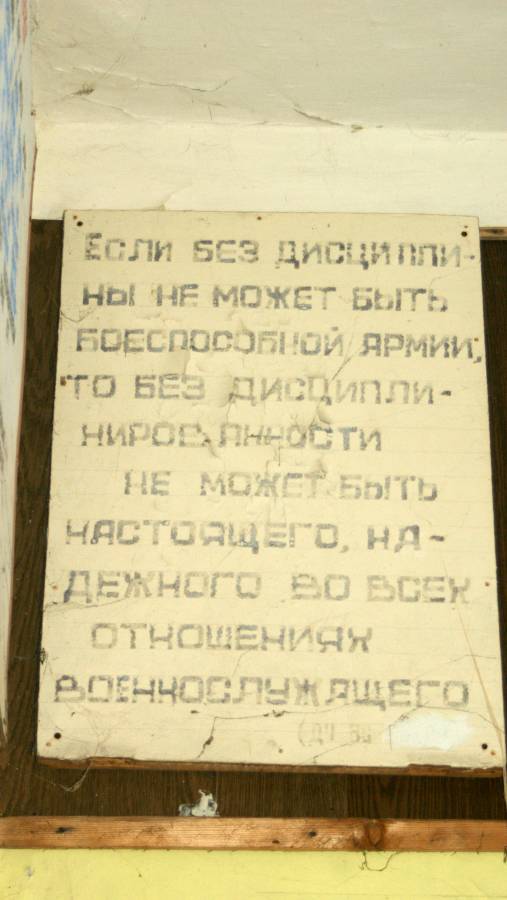 Если без дисципли-
ны не может быть
боеспособной армии,
то без дисципли-
нированности
не может быть
настоящего, на-
дежного во всех
отношениях
военнослужащего